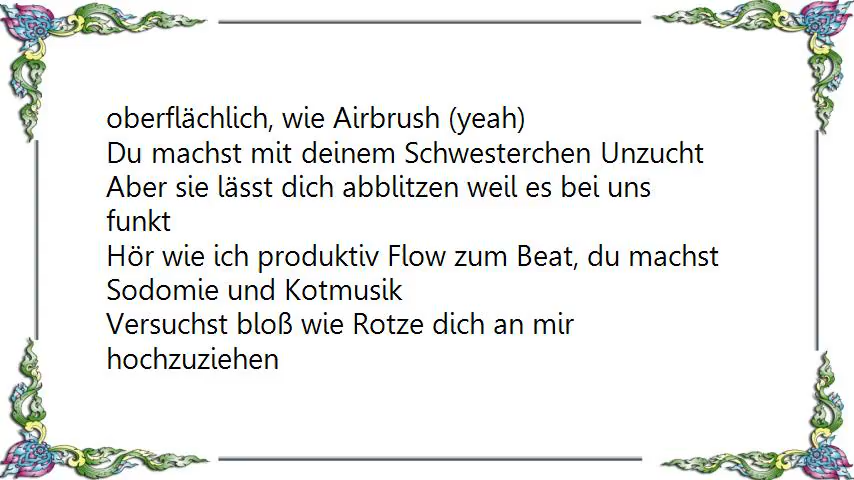 oberflächlich, wie Airbrush (yeah)
Du machst mit deinem Schwesterchen Unzucht
Aber sie lässt dich abblitzen weil es bei uns
funkt
Hör wie ich produktiv Flow zum Beat, du machst
Sodomie und Kotmusik
Versuchst bloß wie Rotze dich an mir
hochzuziehen